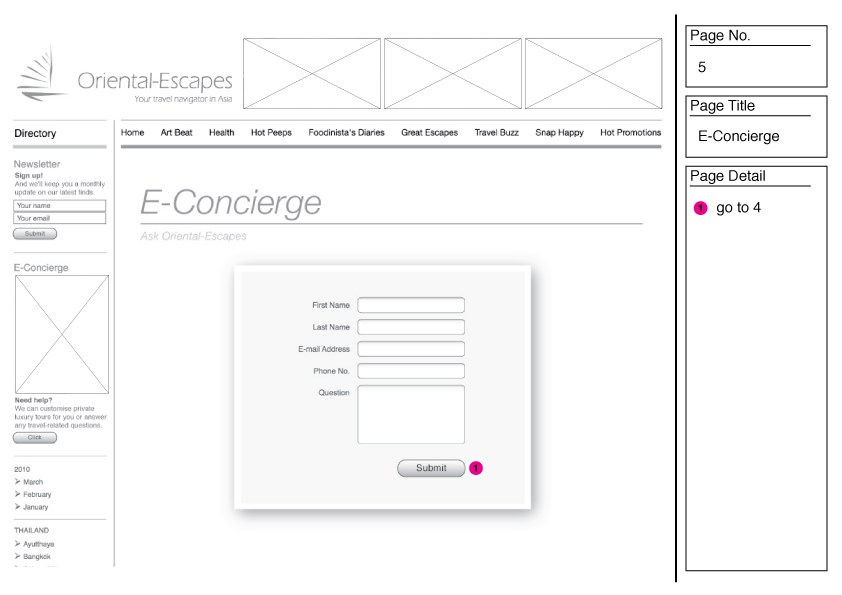 Oriental-Escapes
Your travel navigator in Asia
Directory
Home Art Beat Health Hot Peeps Foodinista's Diaries Great Escapes Travel Buzz Snap Happy Hot Promotions
Newsletter
Sign up!
And we'll keep you a monthly
update on our latest finds.
Your name
Your email
Submit
E-Concierge
Need help?
We can customise private
luxury tours for you or answer
any travel-related questions.
Click
2010
➢ March
➢ February
➢ January
THAILAND
➢ Ayutthaya
➢ Bangkok
E-Concierge
Ask Oriental-Escapes
First Name
Last Name
E-mail Address
Phone No.
Question
Submit 1
Page No.
5
Page Title
E-Concierge
Page Detail
1 go to 4